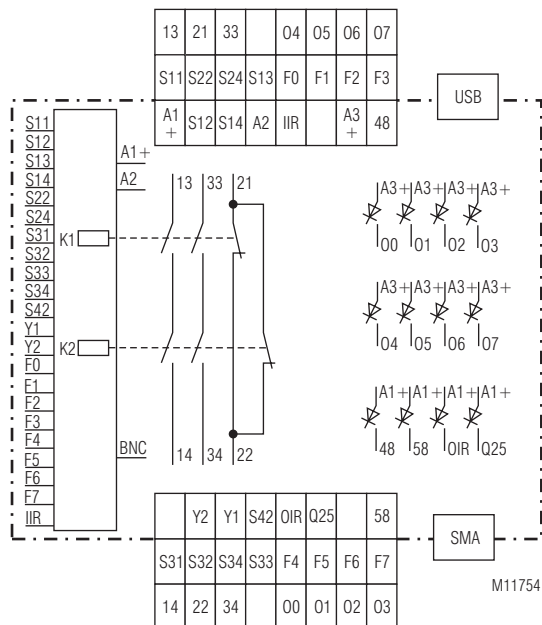 13 21 33 04 05 06 07
S11 S22 S24 S13 F0 F1 F2 F3
A1+ S12 S14 A2 IIR A3+ 48
USB
S11
S12
S13
S14
S22
S24
S31
S32
S33
S34
S42
Y1
Y2
F0
F1
F2
F3
F4
F5
F6
F7
IIR
K1
K2
A1+
A2
BNC
13 33 21
14 34 22
A3+ A3+ A3+ A3+
00 01 02 03
A3+ A3+ A3+ A3+
04 05 06 07
A1+ A1+ A1+ A1+
48 58 OIR Q25
Y2 Y1 S42 OIR Q25 58
S31 S32 S34 S33 F4 F5 F6 F7
14 22 34 00 01 02 03
SMA
M11754